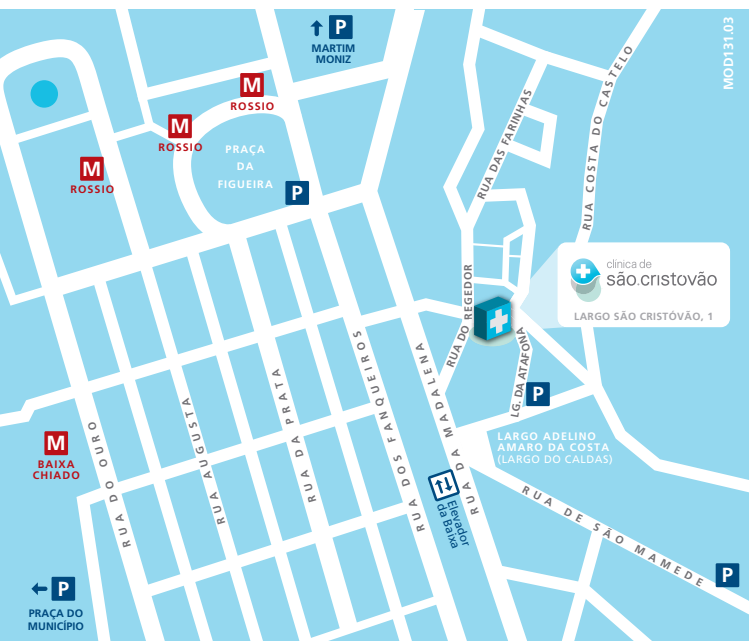 P
MARTIM
MONIZ
MOD131.03
M
ROSSIO
M
ROSSIO
M
ROSSIO
PRAÇA
DA
FIGUEIRA
P
RUA DAS FARINHAS
RUA COSTA DO CASTELO
clínica de
são.cristovão
LARGO SÃO CRISTÓVÃO, 1
RUA DO REGEDOR
LG. DA ATAFONA
P
M
BAIXA
CHIADO
RUA DO OURO
RUA AUGUSTA
RUA DA PRATA
RUA DOS FANQUEIROS
RUA DA MADALENA
LARGO ADELINO
AMARO DA COSTA
(LARGO DO CALDAS)
Elevador
da Baixa
RUA DE SÃO MAMEDE
P
P
PRAÇA DO
MUNICÍPIO